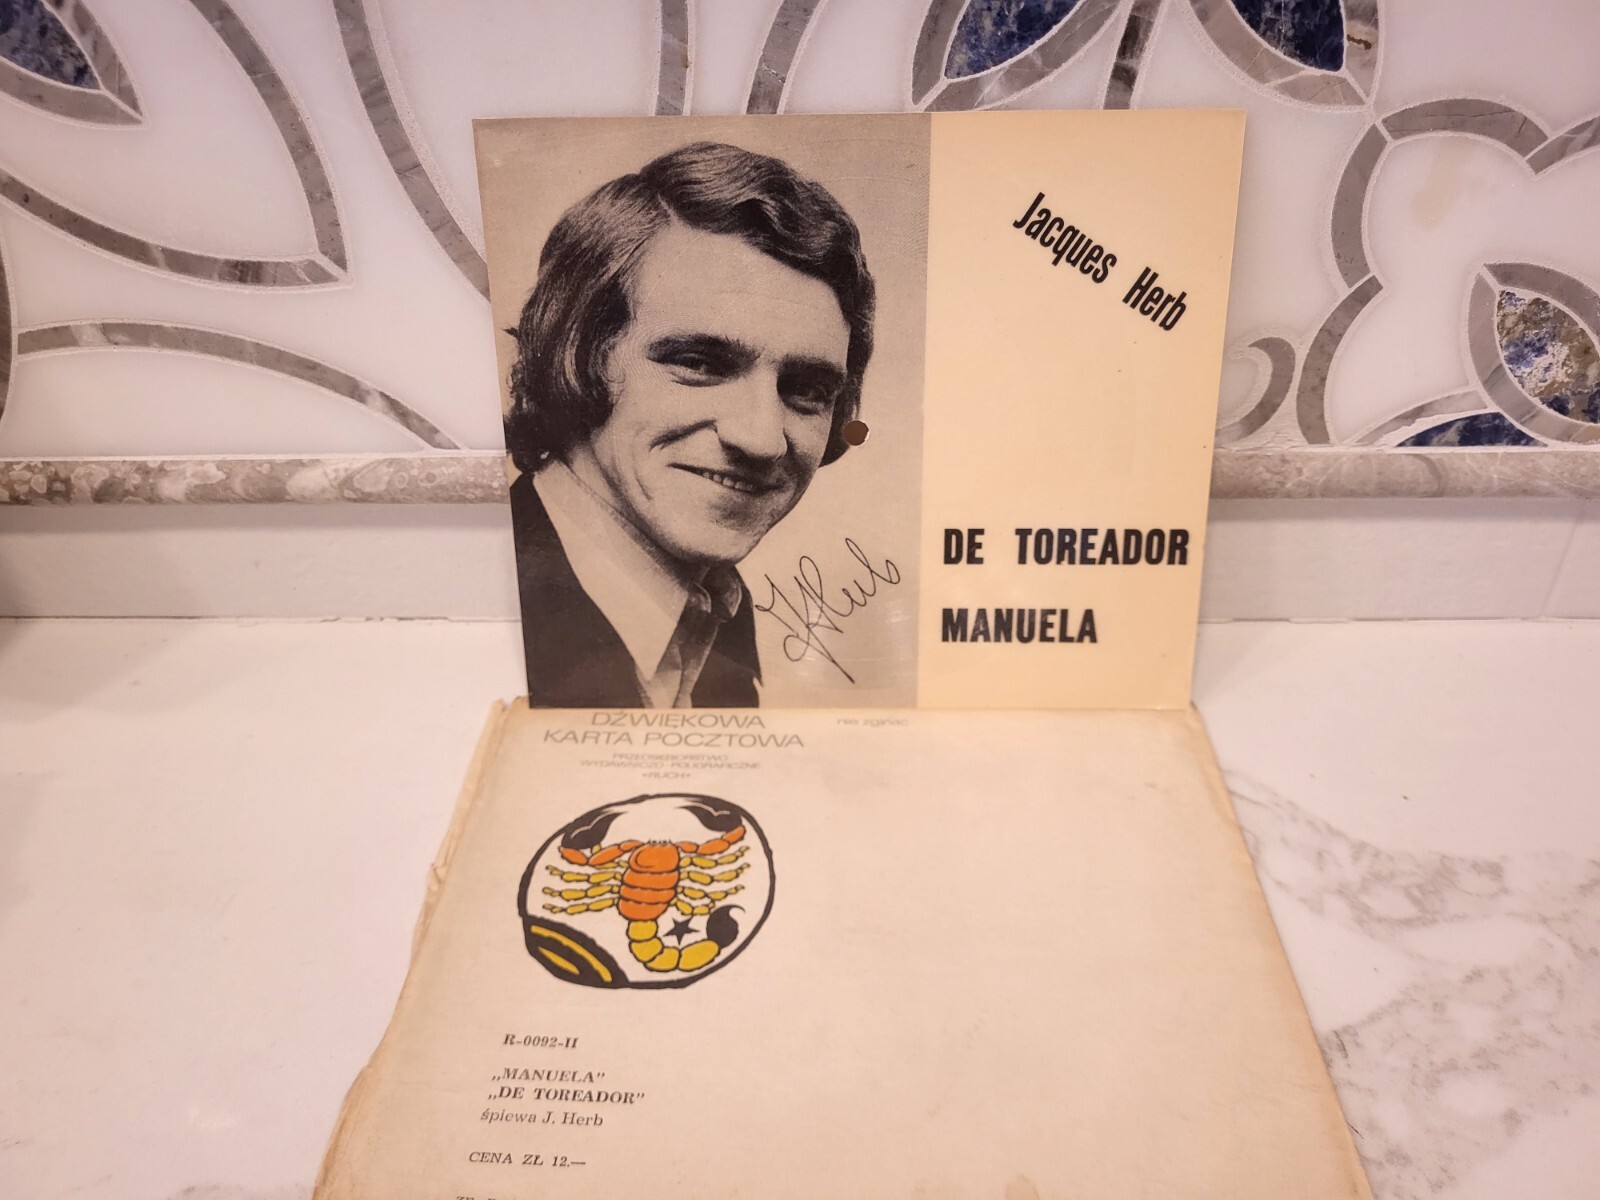 Jacques Herb
DE TOREADOR
MANUELA
JHerb
DŹWIĘKOWA
KARTA POCZTOWA
nie zginać
PRZEDSIĘBIORSTWO
WYDAWNICZO-POLIGRAFICZNE
«RUCH»
R-0092-II
„MANUELA”
„DE TOREADOR”
śpiewa J. Herb
CENA ZŁ 12.—